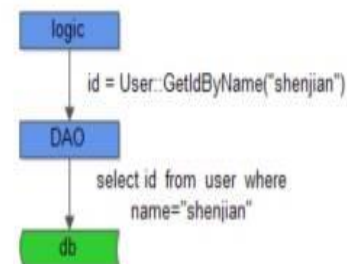 logic
id = User::GetIdByName("shenjian")
DAO
select id from user where
name="shenjian"
db